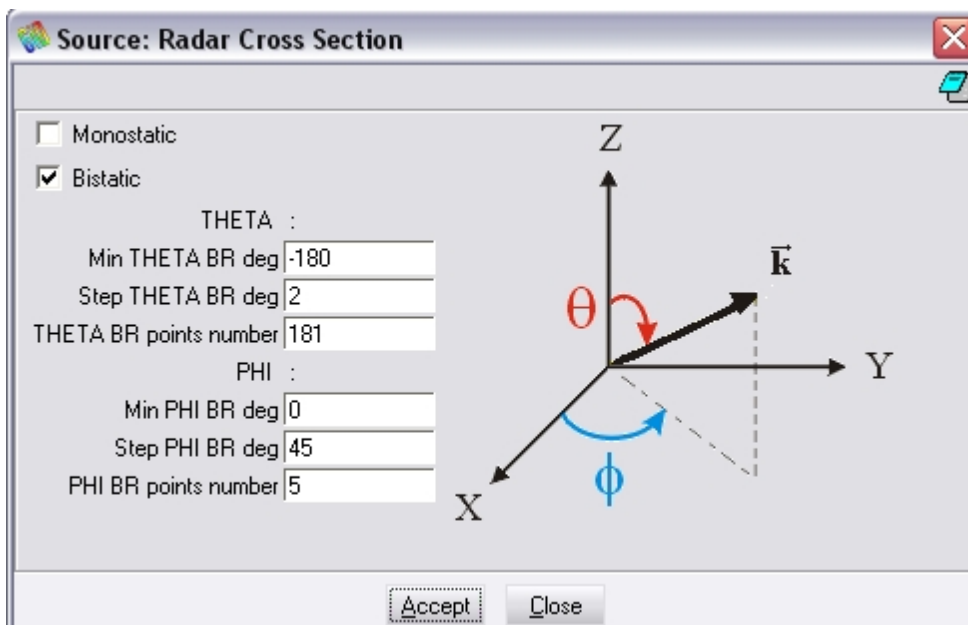 Source: Radar Cross Section
Monostatic
Bistatic
THETA :
Min THETA BR deg -180
Step THETA BR deg 2
THETA BR points number 181
PHI :
Min PHI BR deg 0
Step PHI BR deg 45
PHI BR points number 5
Z
k⃗
θ
Y
ϕ
X
Accept Close